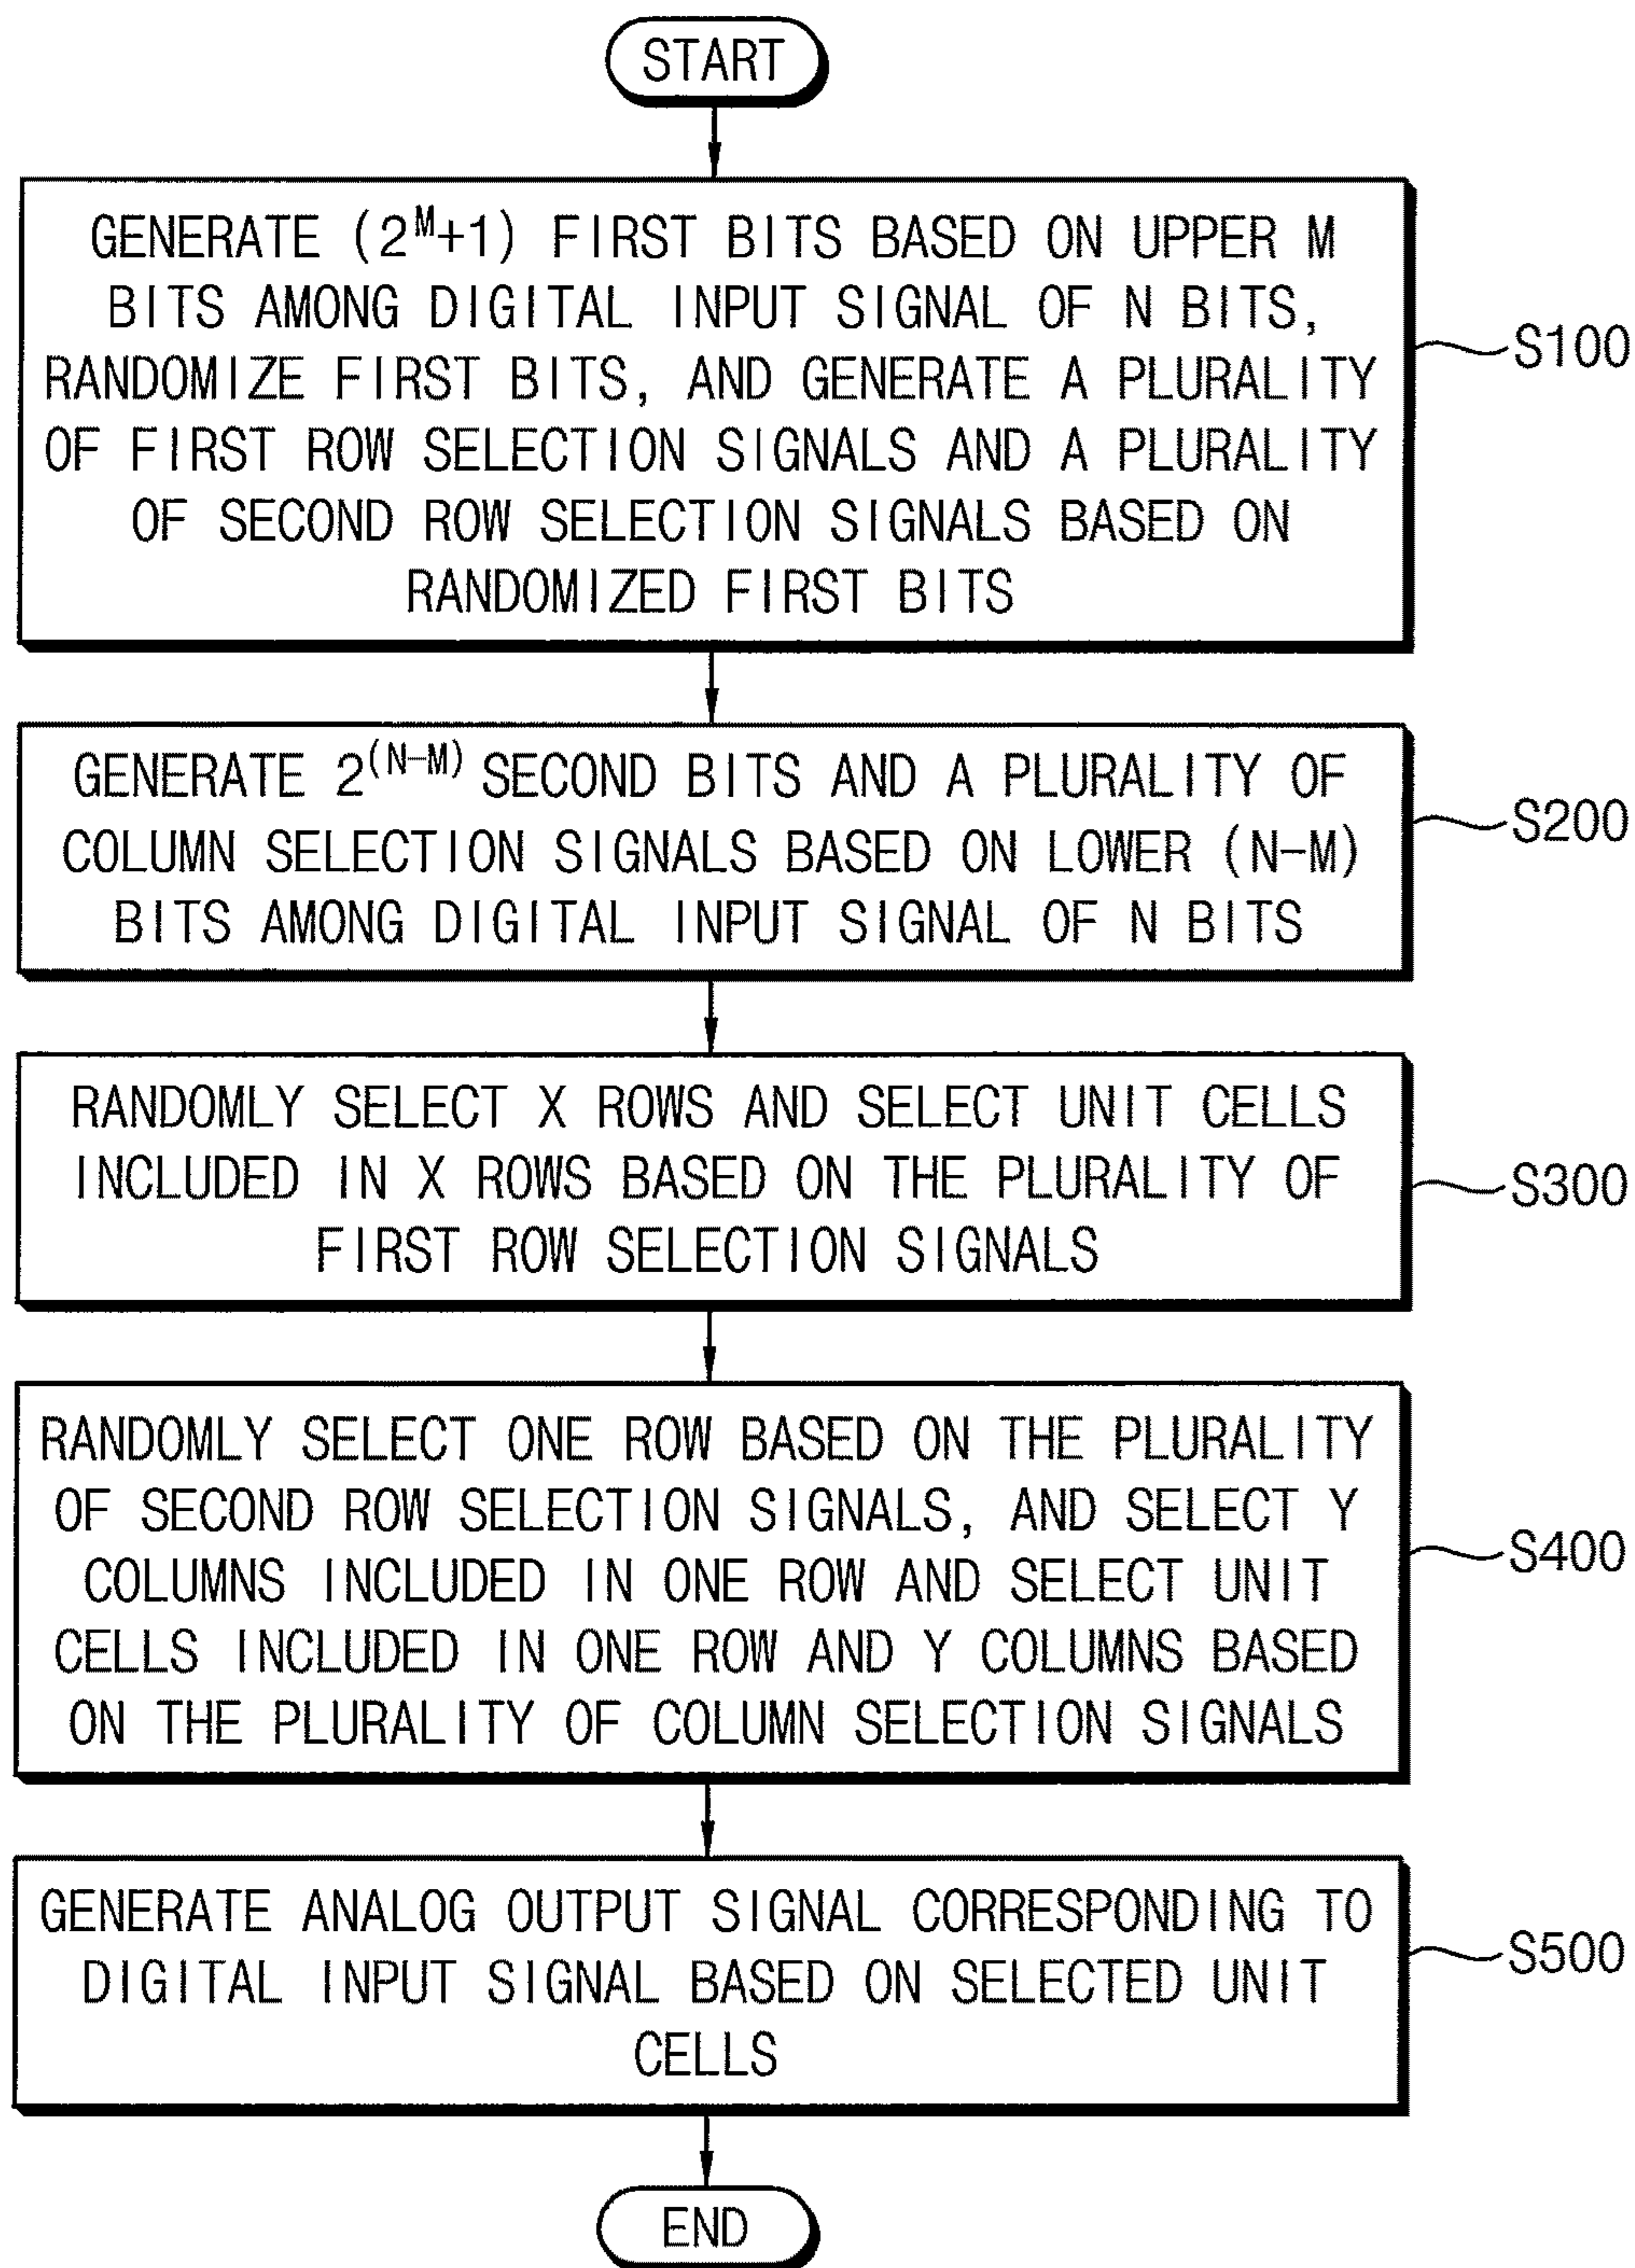 START
GENERATE (2^M+1) FIRST BITS BASED ON UPPER M
BITS AMONG DIGITAL INPUT SIGNAL OF N BITS,
RANDOMIZE FIRST BITS, AND GENERATE A PLURALITY
OF FIRST ROW SELECTION SIGNALS AND A PLURALITY
OF SECOND ROW SELECTION SIGNALS BASED ON
RANDOMIZED FIRST BITS
S100
GENERATE 2^(N-M) SECOND BITS AND A PLURALITY OF
COLUMN SELECTION SIGNALS BASED ON LOWER (N-M)
BITS AMONG DIGITAL INPUT SIGNAL OF N BITS
S200
RANDOMLY SELECT X ROWS AND SELECT UNIT CELLS
INCLUDED IN X ROWS BASED ON THE PLURALITY OF
FIRST ROW SELECTION SIGNALS
S300
RANDOMLY SELECT ONE ROW BASED ON THE PLURALITY
OF SECOND ROW SELECTION SIGNALS, AND SELECT Y
COLUMNS INCLUDED IN ONE ROW AND SELECT UNIT
CELLS INCLUDED IN ONE ROW AND Y COLUMNS BASED
ON THE PLURALITY OF COLUMN SELECTION SIGNALS
S400
GENERATE ANALOG OUTPUT SIGNAL CORRESPONDING TO
DIGITAL INPUT SIGNAL BASED ON SELECTED UNIT
CELLS
S500
END